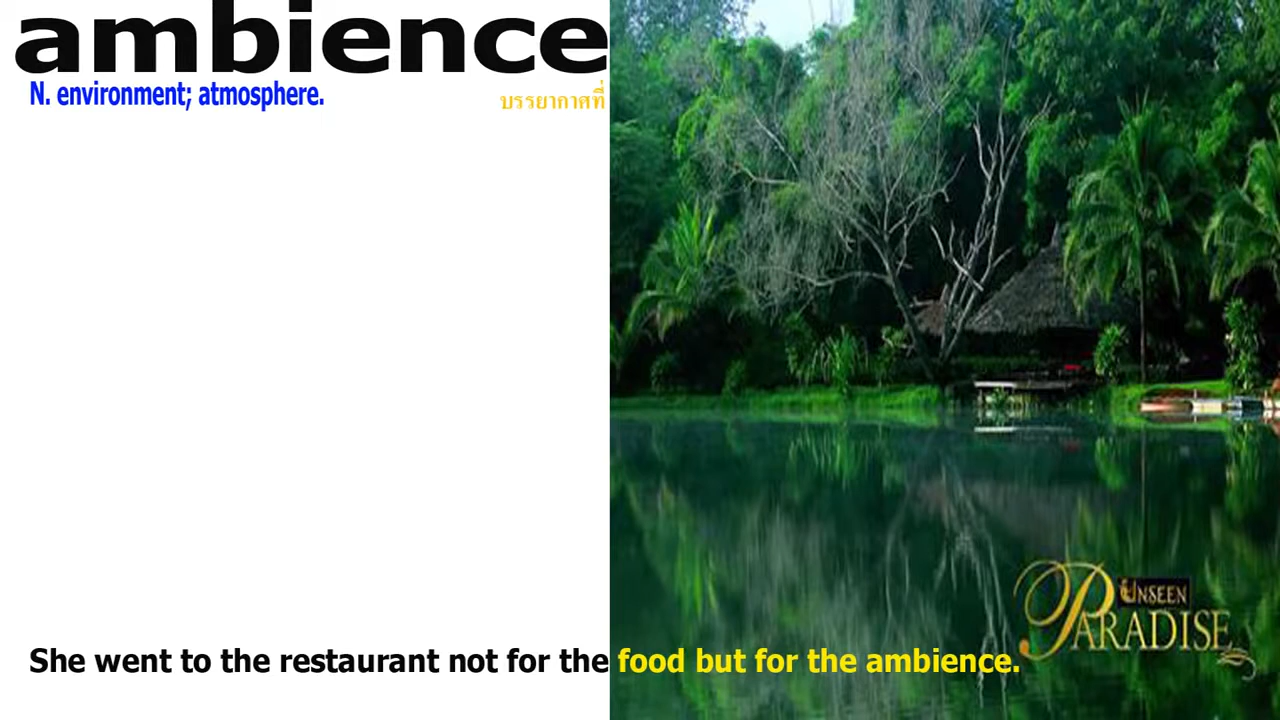 ambience
N. environment; atmosphere.
บรรยากาศที่
UNSEEN
PARADISE
She went to the restaurant not for the food but for the ambience.